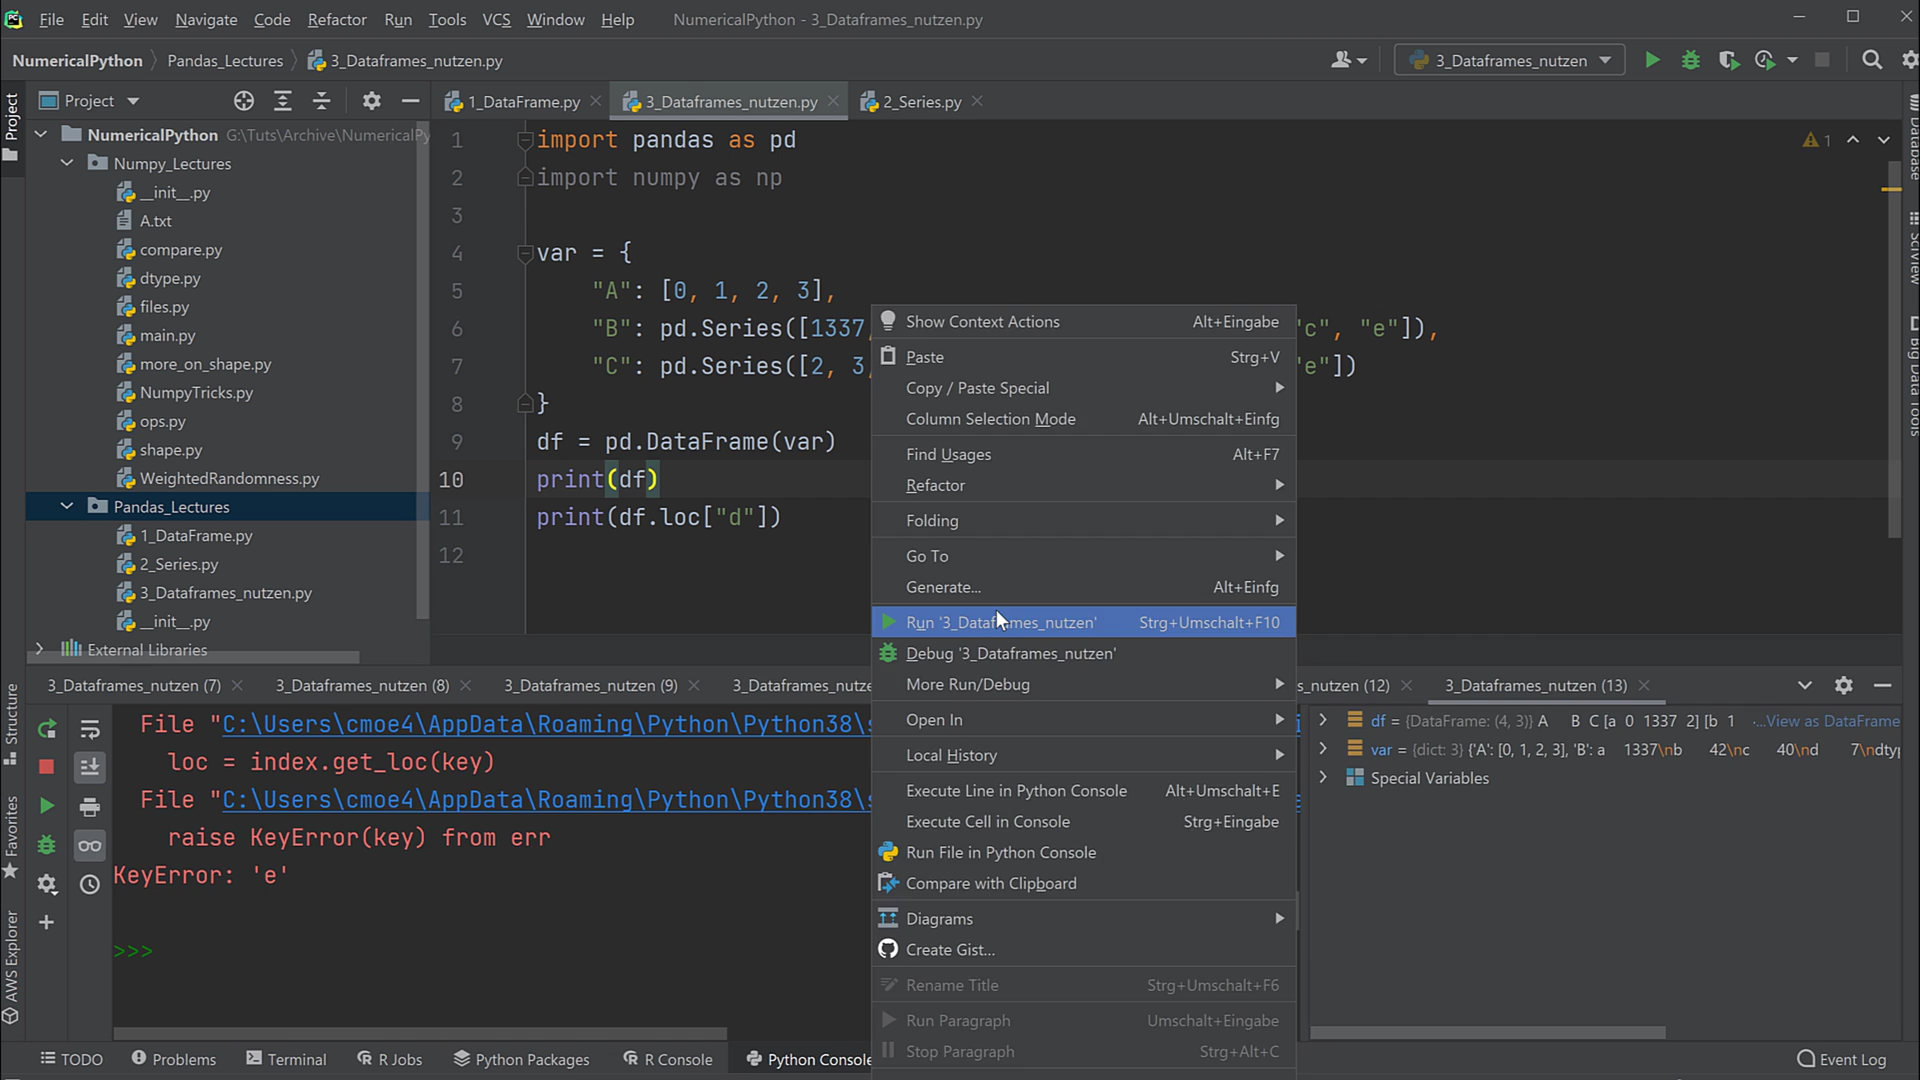 File Edit View Navigate Code Refactor Run Tools VCS Window Help NumericalPython - 3_Dataframes_nutzen.py
NumericalPython Pandas_Lectures 3_Dataframes_nutzen.py 3_Dataframes_nutzen
Project 1_DataFrame.py 3_Dataframes_nutzen.py 2_Series.py
Project
Structure
Favorites
AWS Explorer
NumericalPython G:\Tuts\Archive\NumericalPy
Numpy_Lectures
__init__.py
A.txt
compare.py
dtype.py
files.py
main.py
more_on_shape.py
NumpyTricks.py
ops.py
shape.py
WeightedRandomness.py
Pandas_Lectures
1_DataFrame.py
2_Series.py
3_Dataframes_nutzen.py
__init__.py
External Libraries
1 import pandas as pd
2 import numpy as np
3
4 var = {
5 "A": [0, 1, 2, 3],
6 "B": pd.Series([1337, "c", "e"]),
7 "C": pd.Series([2, 3, "e"])
8 }
9 df = pd.DataFrame(var)
10 print(df)
11 print(df.loc["d"])
12
1
Database
SciView
Big Data Tools
Show Context Actions Alt+Eingabe
Paste Strg+V
Copy / Paste Special
Column Selection Mode Alt+Umschalt+Einfg
Find Usages Alt+F7
Refactor
Folding
Go To
Generate... Alt+Einfg
Run '3_Dataframes_nutzen' Strg+Umschalt+F10
Debug '3_Dataframes_nutzen'
More Run/Debug
Open In
Local History
Execute Line in Python Console Alt+Umschalt+E
Execute Cell in Console Strg+Eingabe
Run File in Python Console
Compare with Clipboard
Diagrams
Create Gist...
Rename Title Strg+Umschalt+F6
Run Paragraph Umschalt+Eingabe
Stop Paragraph Strg+Alt+C
3_Dataframes_nutzen (7) 3_Dataframes_nutzen (8) 3_Dataframes_nutzen (9) 3_Dataframes_nutze s_nutzen (12) 3_Dataframes_nutzen (13)
File "C:\Users\cmoe4\AppData\Roaming\Python\Python38\s
loc = index.get_loc(key)
File "C:\Users\cmoe4\AppData\Roaming\Python\Python38\s
raise KeyError(key) from err
KeyError: 'e'
>>>
df = {DataFrame: (4, 3)} A B C [a 0 1337 2] [b 1 ...View as DataFrame
var = {dict: 3} {'A': [0, 1, 2, 3], 'B': a 1337\nb 42\nc 40\nd 7\ndtyp
Special Variables
TODO Problems Terminal R Jobs Python Packages R Console Python Console Event Log